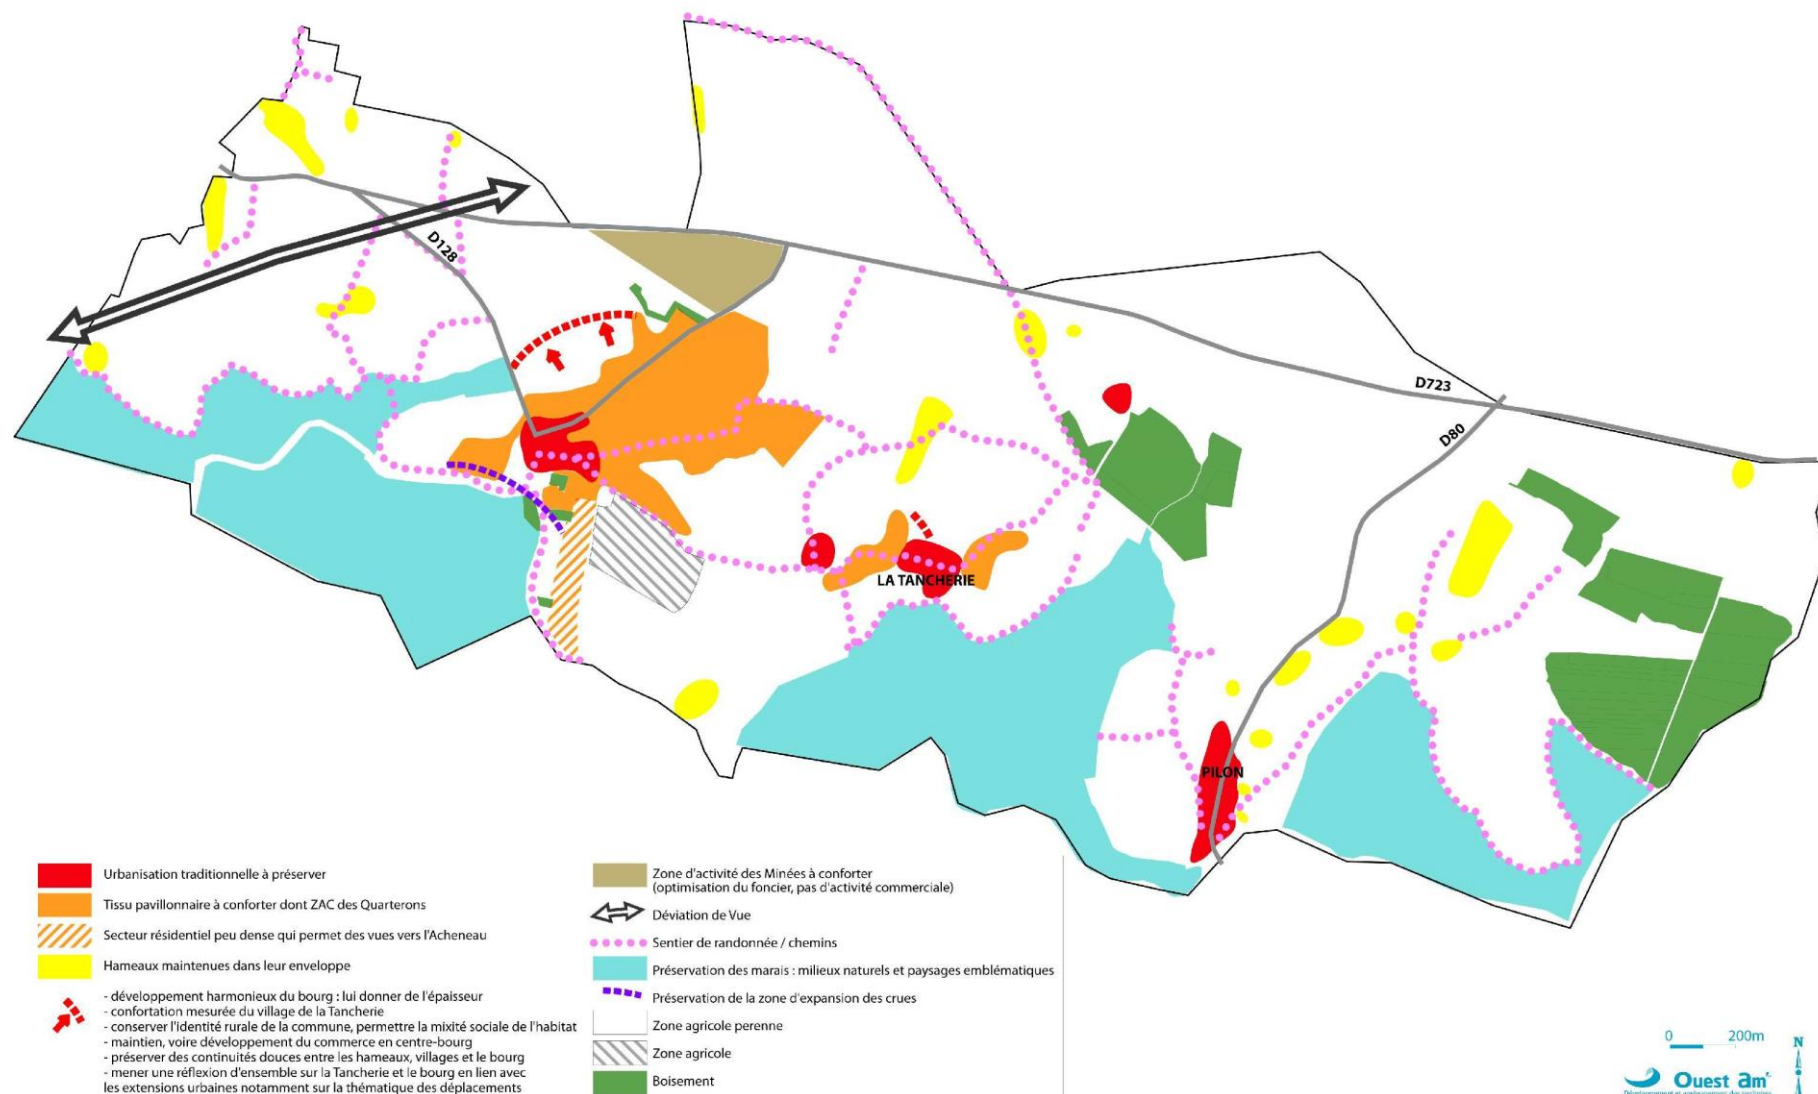 D128
D723
D80
LA TANCHERIE
PILON
Urbanisation traditionnelle à préserver
Tissu pavillonnaire à conforter dont ZAC des Quarterons
Secteur résidentiel peu dense qui permet des vues vers l'Acheneau
Hameaux maintenues dans leur enveloppe
- développement harmonieux du bourg : lui donner de l'épaisseur
- confortation mesurée du village de la Tancherie
- conserver l'identité rurale de la commune, permettre la mixité sociale de l'habitat
- maintien, voire développement du commerce en centre-bourg
- préserver des continuités douces entre les hameaux, villages et le bourg
- mener une réflexion d'ensemble sur la Tancherie et le bourg en lien avec
les extensions urbaines notamment sur la thématique des déplacements
Zone d'activité des Minées à conforter
(optimisation du foncier, pas d'activité commerciale)
Déviation de Vue
Sentier de randonnée / chemins
Préservation des marais : milieux naturels et paysages emblématiques
Préservation de la zone d'expansion des crues
Zone agricole perenne
Zone agricole
Boisement
0 200m
N
Ouest am'